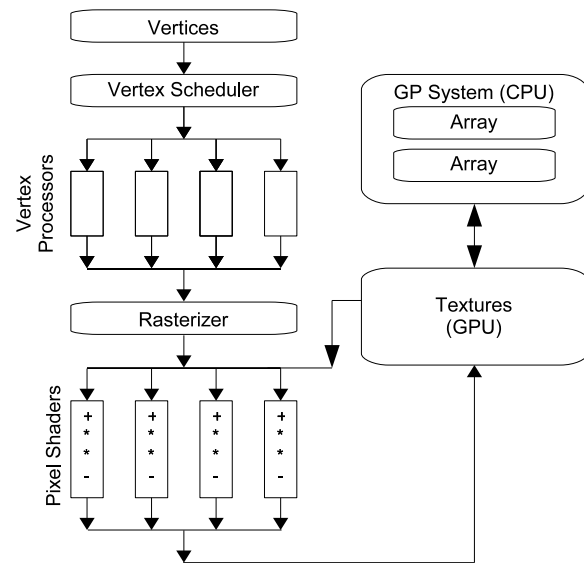 Vertices
Vertex Scheduler
Vertex
Processors
Rasterizer
Pixel Shaders
+ + + +
* * * *
* * * *
- - - -
GP System (CPU)
Array
Array
Textures
(GPU)